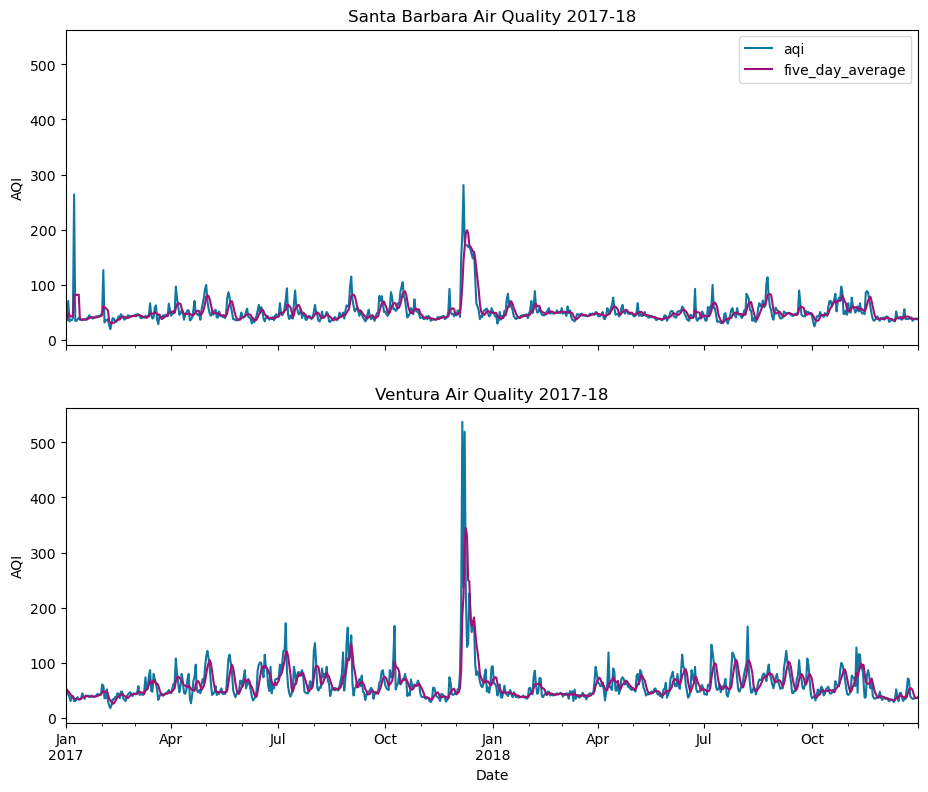 Santa Barbara Air Quality 2017-18
500
400
300
200
100
0
AQI
aqi
five_day_average
Ventura Air Quality 2017-18
500
400
300
200
100
0
AQI
Jan Apr Jul Oct Jan Apr Jul Oct
2017 2018
Date